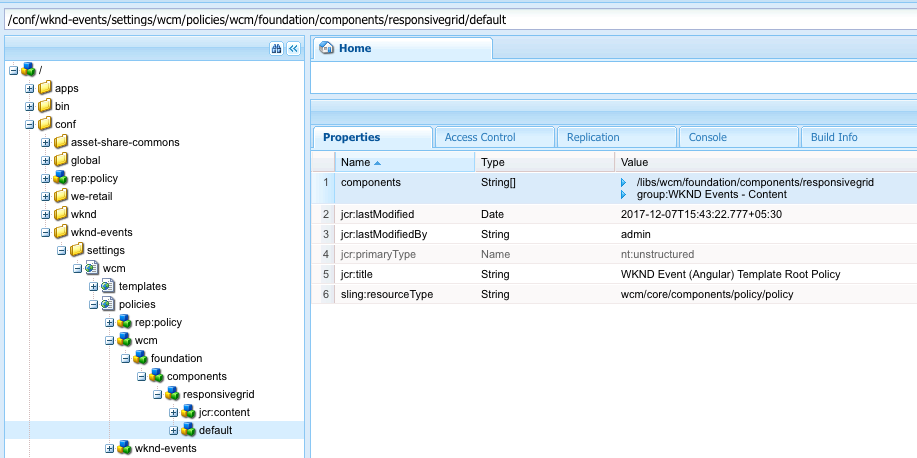 /conf/wknd-events/settings/wcm/policies/wcm/foundation/components/responsivegrid/default
/
apps
bin
conf
asset-share-commons
global
rep:policy
we-retail
wknd
wknd-events
settings
wcm
templates
policies
rep:policy
wcm
foundation
components
responsivegrid
jcr:content
default
wknd-events
Home
Properties Access Control Replication Console Build Info
Name Type Value
1 components String[] /libs/wcm/foundation/components/responsivegrid
group:WKND Events - Content
2 jcr:lastModified Date 2017-12-07T15:43:22.777+05:30
3 jcr:lastModifiedBy String admin
4 jcr:primaryType Name nt:unstructured
5 jcr:title String WKND Event (Angular) Template Root Policy
6 sling:resourceType String wcm/core/components/policy/policy